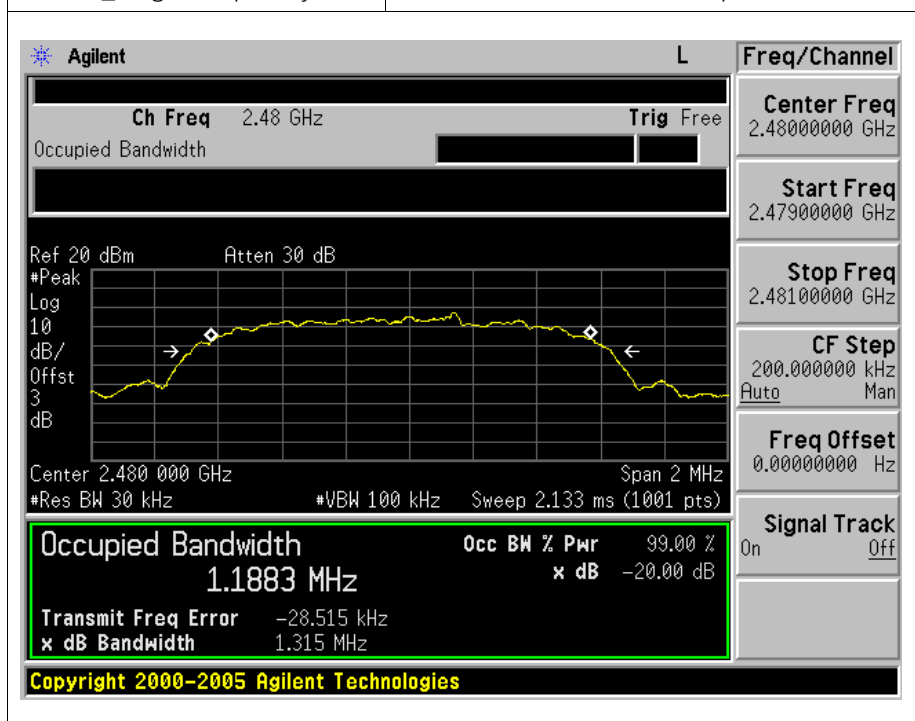 Agilent L Freq/Channel
Ch Freq 2.48 GHz Trig Free
Occupied Bandwidth
Center Freq
2.48000000 GHz
Start Freq
2.47900000 GHz
Stop Freq
2.48100000 GHz
CF Step
200.000000 kHz
Auto Man
Freq Offset
0.00000000 Hz
Signal Track
On Off
Ref 20 dBm Atten 30 dB
#Peak
Log
10
dB/
Offst
3
dB
Center 2.480 000 GHz Span 2 MHz
#Res BW 30 kHz #VBW 100 kHz Sweep 2.133 ms (1001 pts)
Occupied Bandwidth Occ BW % Pwr 99.00 %
1.1883 MHz x dB -20.00 dB
Transmit Freq Error -28.515 kHz
x dB Bandwidth 1.315 MHz
Copyright 2000-2005 Agilent Technologies